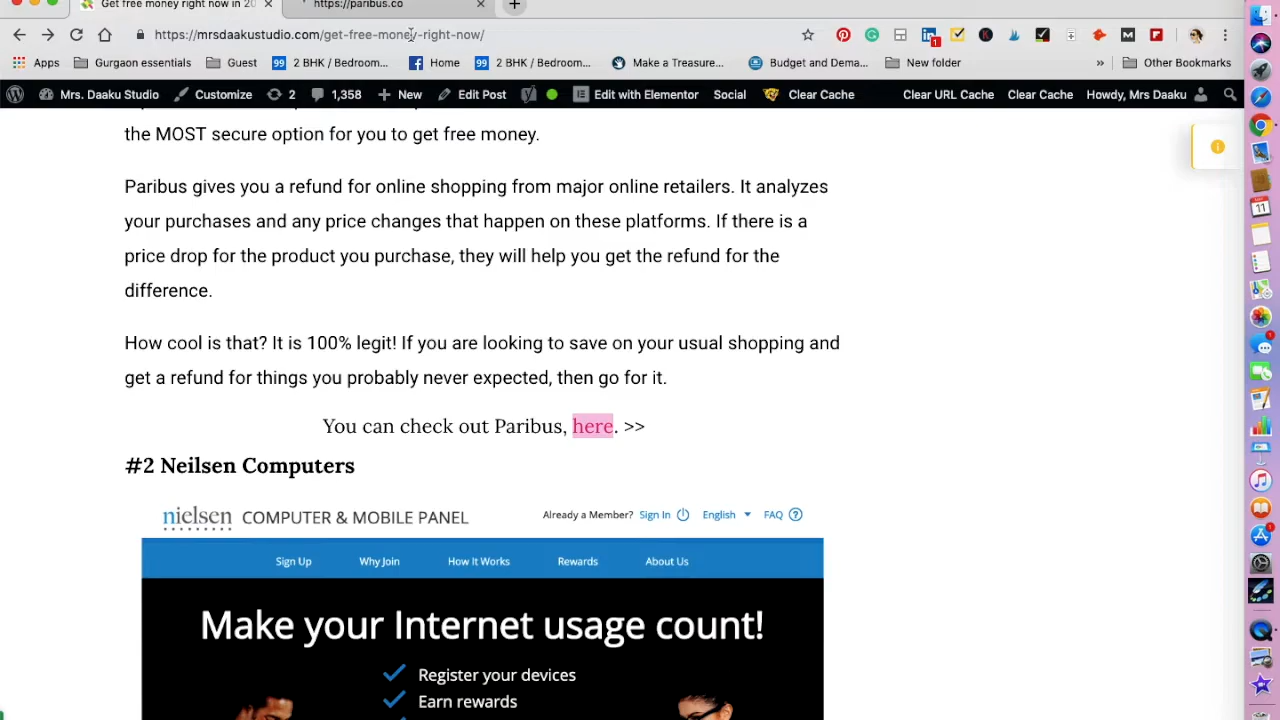 Get free money right now in 20
https://paribus.co
https://mrsdaakustudio.com/get-free-money-right-now/
Apps Gurgaon essentials Guest 2 BHK / Bedroom... Home 2 BHK / Bedroom... Make a Treasure... Budget and Dema... New folder » Other Bookmarks
Mrs. Daaku Studio Customize 2 1,358 New Edit Post Edit with Elementor Social Clear Cache Clear URL Cache Clear Cache Howdy, Mrs Daaku
the MOST secure option for you to get free money.
Paribus gives you a refund for online shopping from major online retailers. It analyzes
your purchases and any price changes that happen on these platforms. If there is a
price drop for the product you purchase, they will help you get the refund for the
difference.
How cool is that? It is 100% legit! If you are looking to save on your usual shopping and
get a refund for things you probably never expected, then go for it.
You can check out Paribus, here. >>
#2 Neilsen Computers
nielsen COMPUTER & MOBILE PANEL Already a Member? Sign In English FAQ
Sign Up Why Join How It Works Rewards About Us
Make your Internet usage count!
Register your devices
Earn rewards